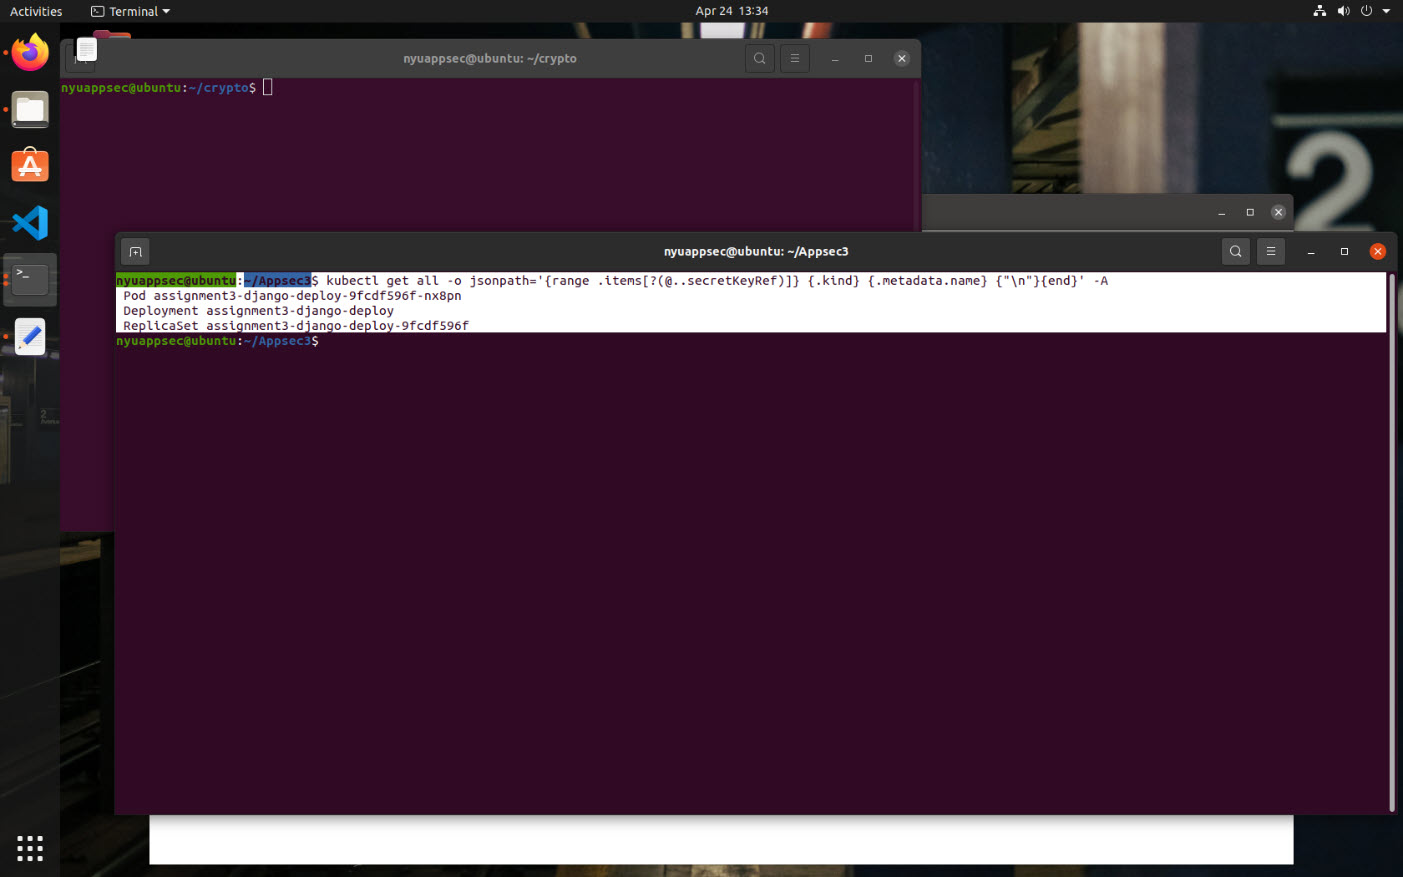 Activities
Terminal
Apr 24 13:34
nyuappsec@ubuntu: ~/crypto
nyuappsec@ubuntu:~/crypto$
2
nyuappsec@ubuntu: ~/Appsec3
nyuappsec@ubuntu:~/Appsec3$ kubectl get all -o jsonpath='{range .items[?(@..secretKeyRef)]} {.kind} {.metadata.name} {"\n"}{end}' -A
Pod assignment3-django-deploy-9fcdf596f-nx8pn
Deployment assignment3-django-deploy
ReplicaSet assignment3-django-deploy-9fcdf596f
nyuappsec@ubuntu:~/Appsec3$
2